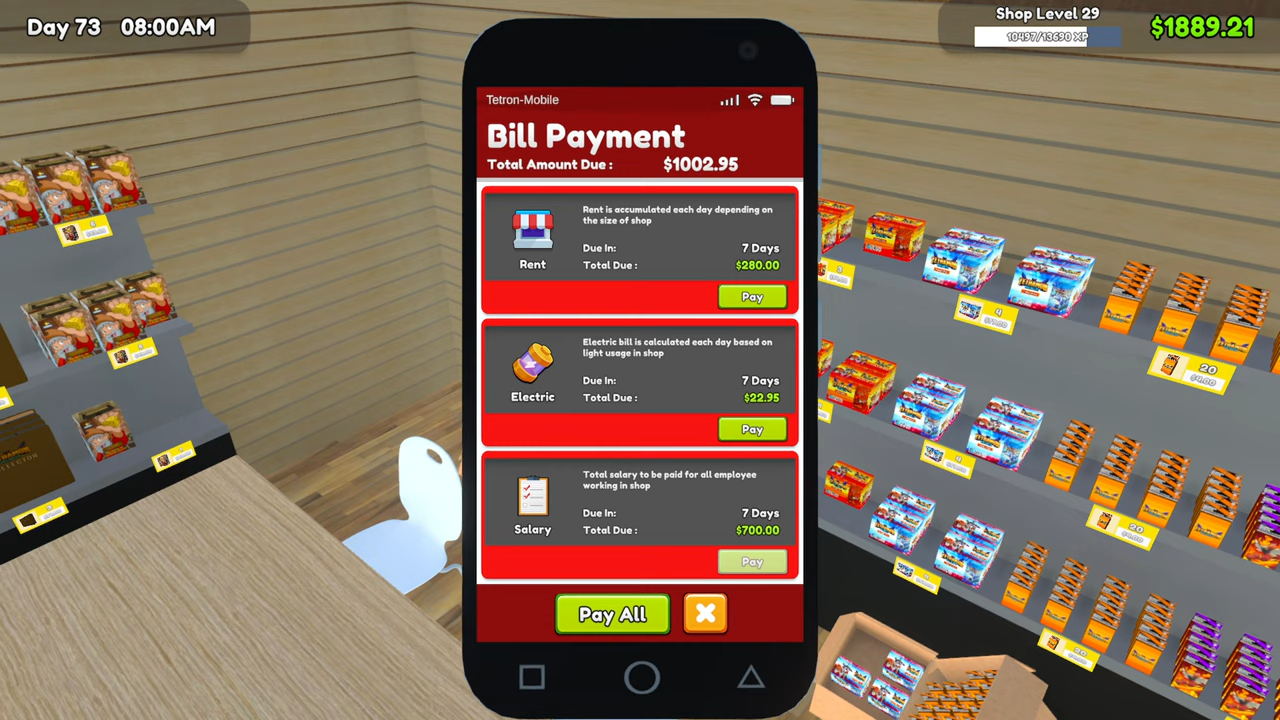 Day 73 08:00AM
Shop Level 29
10497/13690 XP
$1889.21
Tetron-Mobile
Bill Payment
Total Amount Due : $1002.95
Rent is accumulated each day depending on
the size of shop
Due In: 7 Days
Total Due : $280.00
Rent
Pay
Electric bill is calculated each day based on
light usage in shop
Due In: 7 Days
Total Due : $22.95
Electric
Pay
Total salary to be paid for all employee
working in shop
Due In: 7 Days
Total Due : $700.00
Salary
Pay
Pay All
4
20
20
20